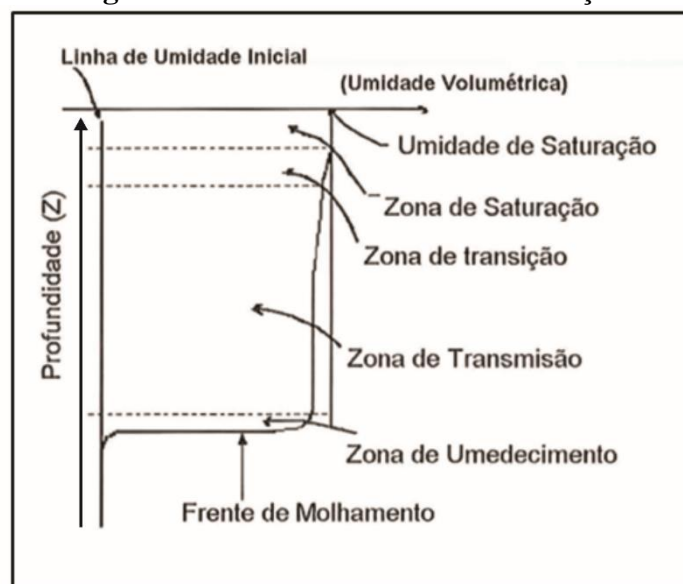 Linha de Umidade Inicial
(Umidade Volumétrica)
Umidade de Saturação
Zona de Saturação
Zona de transição
Profundidade (Z)
Zona de Transmisão
Zona de Umedecimento
Frente de Molhamento